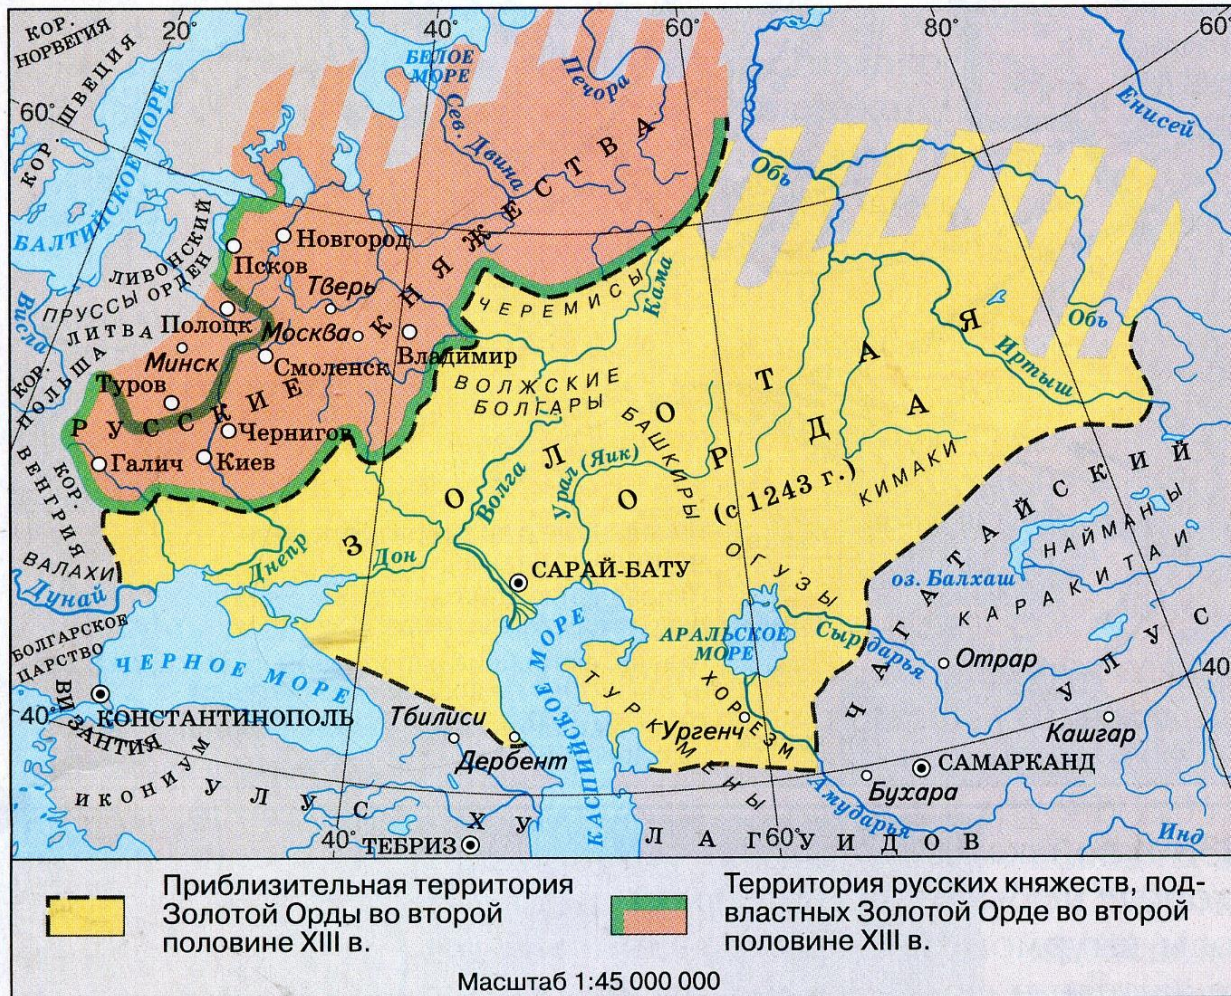 КОР. НОРВЕГИЯ
20°
40°
60°
80°
60°
КОР. ШВЕЦИЯ
60°
БЕЛОЕ МОРЕ
Печора
Сев. Двина
Енисей
Обь
БАЛТИЙСКОЕ МОРЕ
ЛИВОНСКИЙ ОРДЕН
ПРУССЫ
ЛИТВА
Висла
КОР. ПОЛЬША
КОР. ВЕНГРИЯ
РУССКИЕ КНЯЖЕСТВА
Новгород
Псков
Тверь
Полоцк
Москва
Минск
Смоленск
Владимир
Туров
Чернигов
Галич
Киев
ЧЕРЕМИСЫ
Кама
ВОЛЖСКИЕ БОЛГАРЫ
БАШКИРЫ
Обь
Иртыш
ЗОЛОТАЯ ОРДА
(с 1243 г.)
КИМАКИ
Волга
Урал (Яик)
ОГУЗЫ
Днепр
Дон
САРАЙ-БАТУ
ВАЛАХИ
Дунай
БОЛГАРСКОЕ ЦАРСТВО
ЧЕРНОЕ МОРЕ
КАСПИЙСКОЕ МОРЕ
АРАЛЬСКОЕ МОРЕ
Сырдарья
оз. Балхаш
НАЙМАНЫ
КАРАКИТАИ
ЧАГАТАЙСКИЙ УЛУС
Отрар
40°
Кашгар
САМАРКАНД
Бухара
Амударья
Инд
ХОРЕЗМ
Ургенч
ТУРКМЕНЫ
40°
КОНСТАНТИНОПОЛЬ
ВИЗАНТИЯ
ИКОНИУМ
Тбилиси
Дербент
УЛУС ХУЛАГУИДОВ
40°
ТЕБРИЗ
60°
Приблизительная территория
Золотой Орды во второй
половине XIII в.
Территория русских княжеств, под-
властных Золотой Орде во второй
половине XIII в.
Масштаб 1:45 000 000